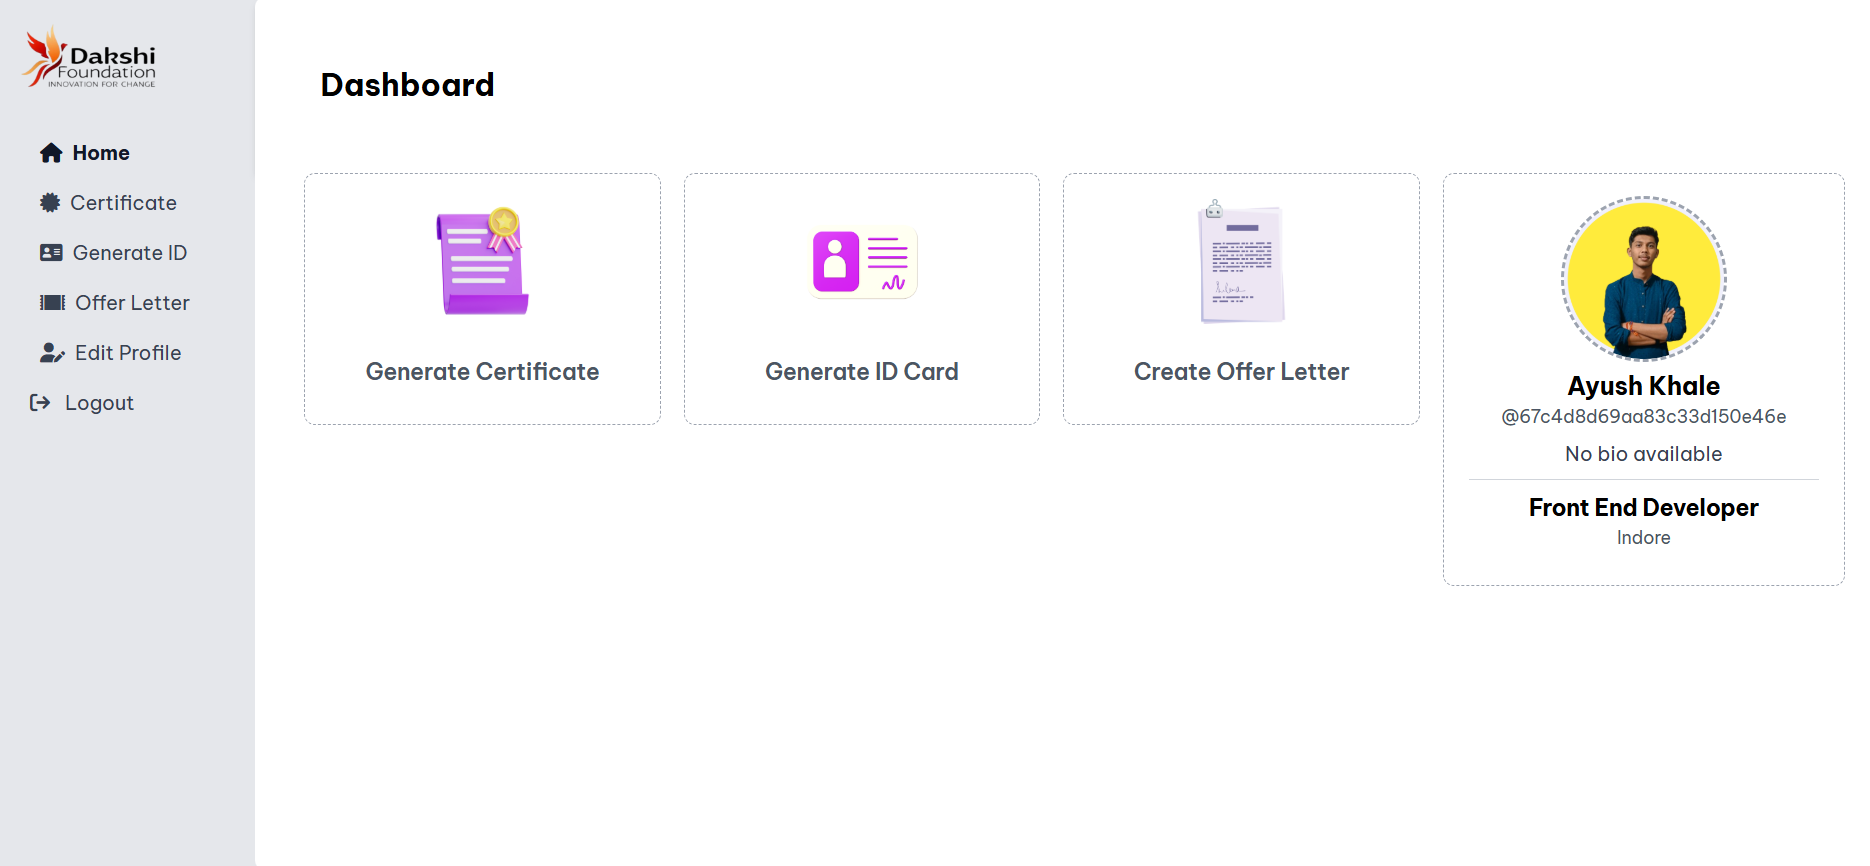 Dakshi
Foundation
INNOVATION FOR CHANGE
Home
Certificate
Generate ID
Offer Letter
Edit Profile
Logout
Dashboard
Generate Certificate
Generate ID Card
Create Offer Letter
Ayush Khale
@67c4d8d69aa83c33d150e46e
No bio available
Front End Developer
Indore